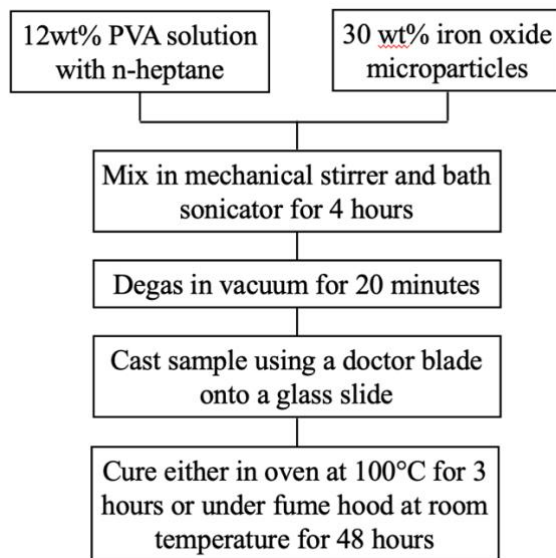 12wt% PVA solution
with n-heptane
30 wt% iron oxide
microparticles
Mix in mechanical stirrer and bath
sonicator for 4 hours
Degas in vacuum for 20 minutes
Cast sample using a doctor blade
onto a glass slide
Cure either in oven at 100°C for 3
hours or under fume hood at room
temperature for 48 hours